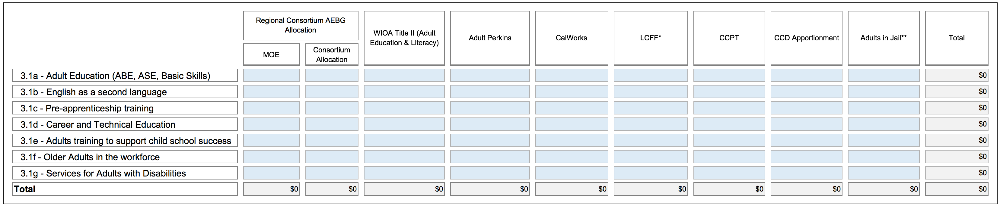 Regional Consortium AEBG
Allocation
MOE
Consortium
Allocation
WIOA Title II (Adult
Education & Literacy)
Adult Perkins
CalWorks
LCFF*
CCPT
CCD Apportionment
Adults in Jail**
Total
3.1a - Adult Education (ABE, ASE, Basic Skills) $0
3.1b - English as a second language $0
3.1c - Pre-apprenticeship training $0
3.1d - Career and Technical Education $0
3.1e - Adults training to support child school success $0
3.1f - Older Adults in the workforce $0
3.1g - Services for Adults with Disabilities $0
Total $0 $0 $0 $0 $0 $0 $0 $0 $0 $0